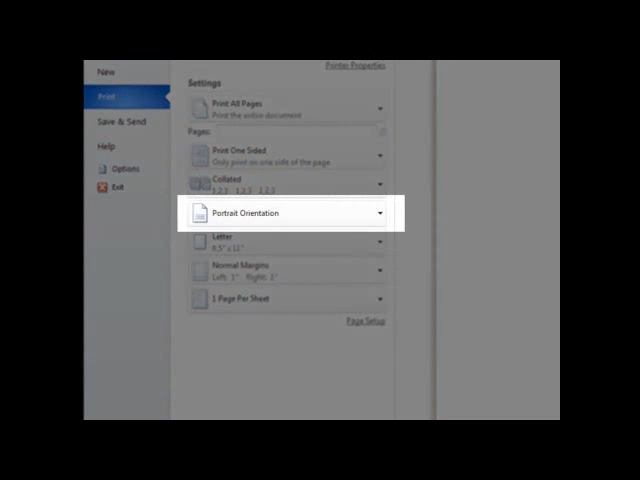 Printer Properties
New
Settings
Print
Print All Pages
Print the entire document
Save & Send
Pages:
Help
Print One Sided
Only print on one side of the page
Options
Collated
Exit
1,2,3 1,2,3 1,2,3
Portrait Orientation
Letter
8.5" x 11"
Normal Margins
Left: 1" Right: 1"
1 Page Per Sheet
Page Setup